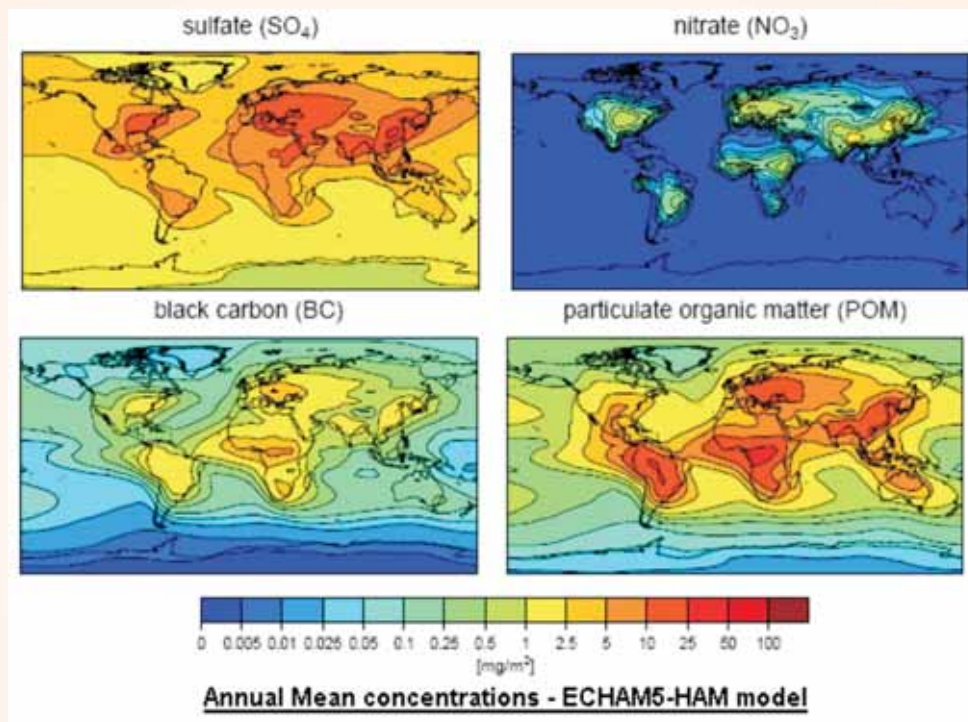 sulfate (SO₄)
nitrate (NO₃)
black carbon (BC)
particulate organic matter (POM)
0 0.005 0.01 0.025 0.05 0.1 0.25 0.5 1 2.5 5 10 25 50 100
[mg/m²]
Annual Mean concentrations - ECHAM5-HAM model